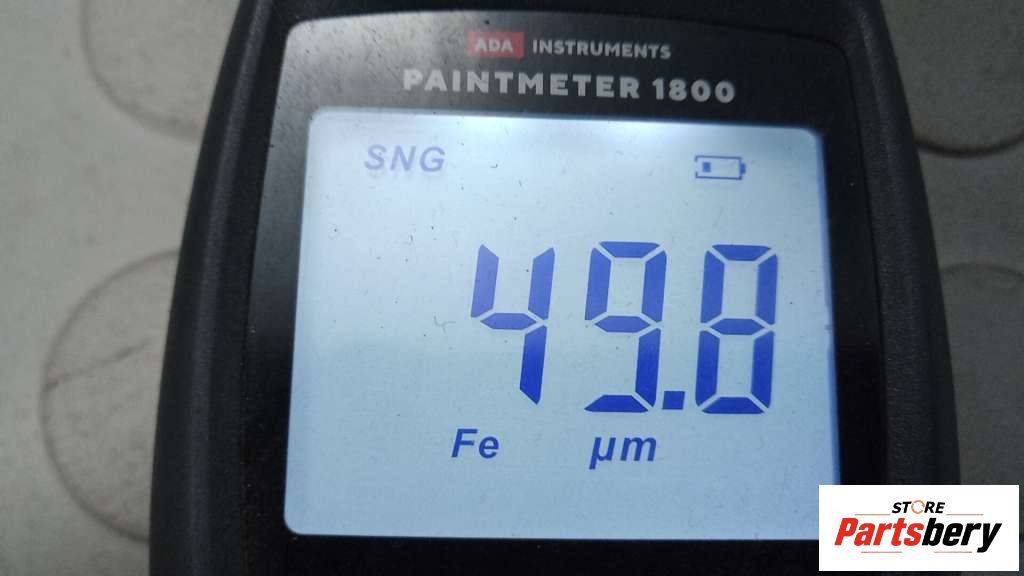 ADA INSTRUMENTS
PAINTMETER 1800
SNG
49.8
Fe µm
STORE
Partsbery